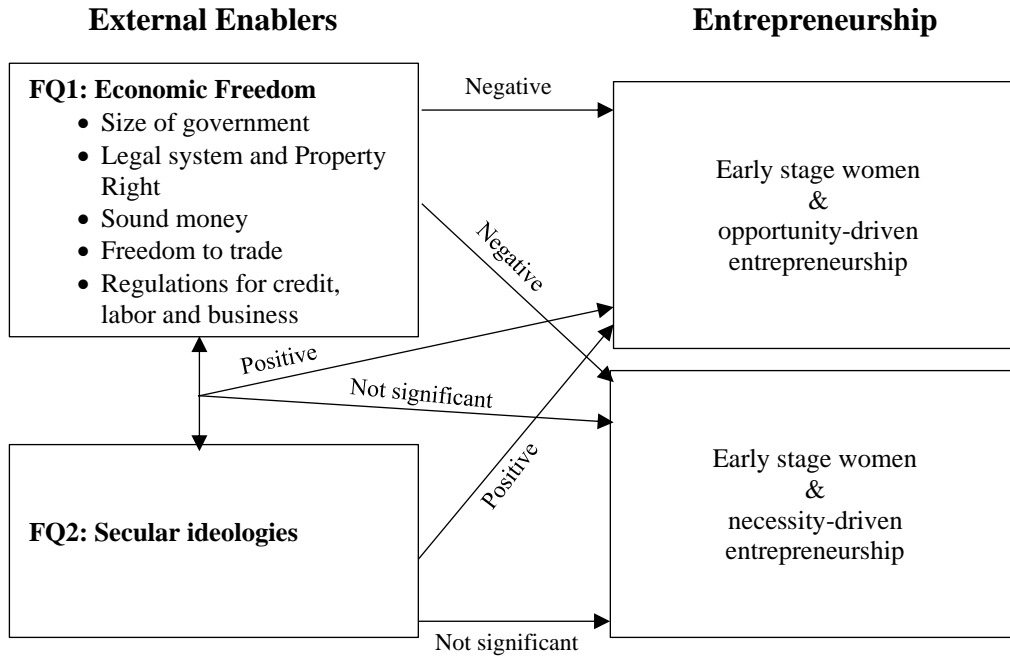 External Enablers
Entrepreneurship
FQ1: Economic Freedom
• Size of government
• Legal system and Property
Right
• Sound money
• Freedom to trade
• Regulations for credit,
labor and business
Negative
Negative
Early stage women
&
opportunity-driven
entrepreneurship
Positive
Not significant
FQ2: Secular ideologies
Positive
Not significant
Early stage women
&
necessity-driven
entrepreneurship